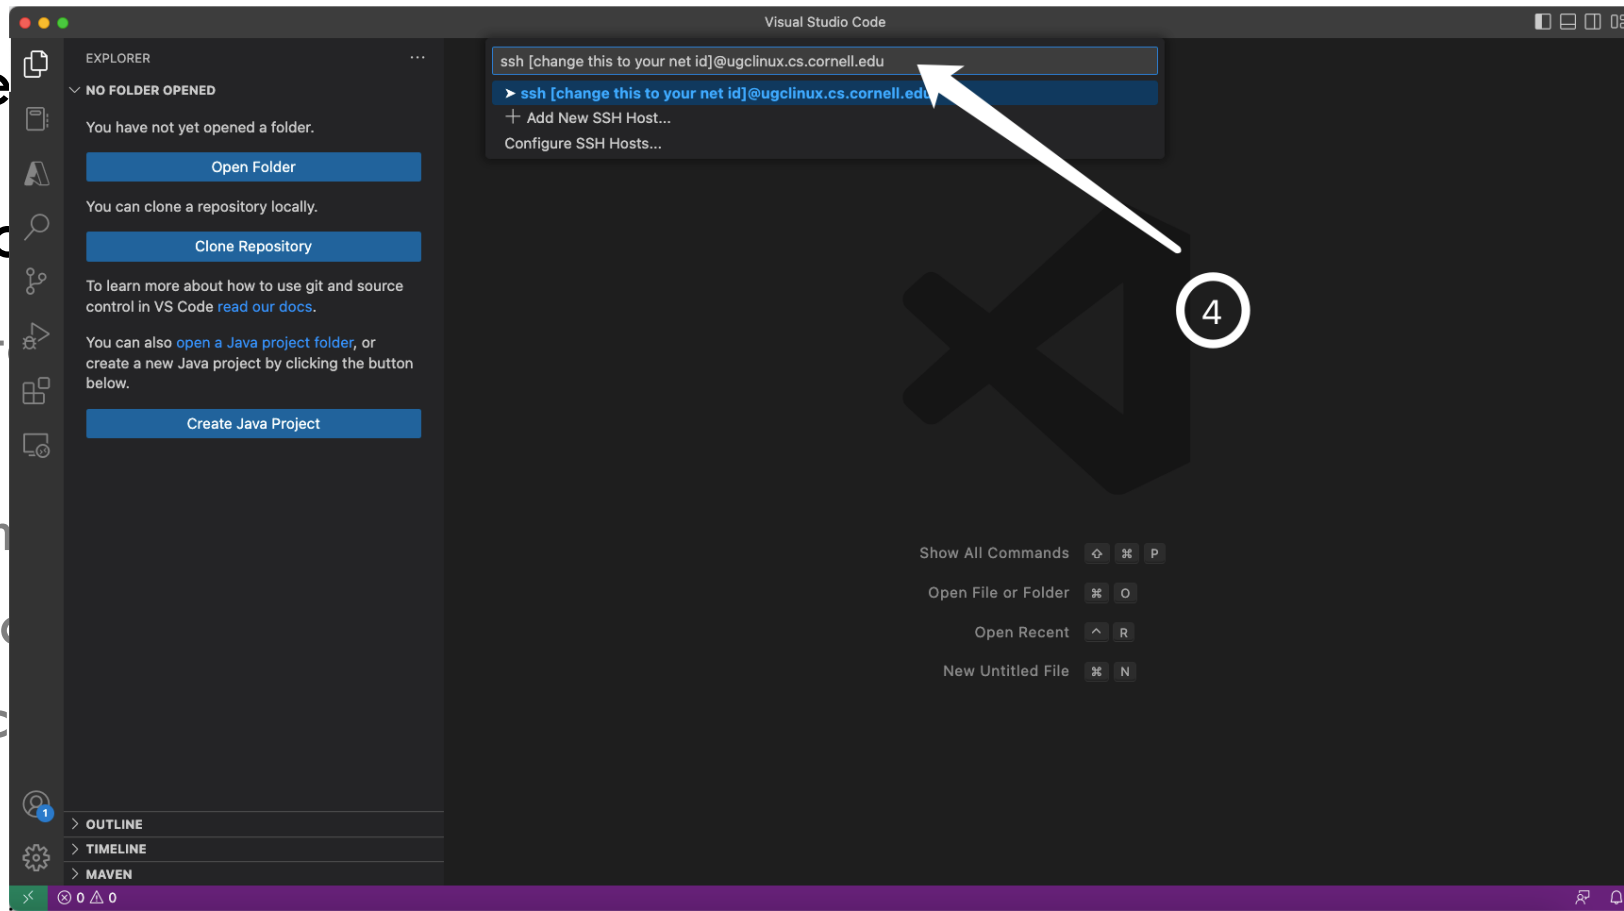 Visual Studio Code
EXPLORER
NO FOLDER OPENED
You have not yet opened a folder.
Open Folder
You can clone a repository locally.
Clone Repository
To learn more about how to use git and source
control in VS Code read our docs.
You can also open a Java project folder, or
create a new Java project by clicking the button
below.
Create Java Project
OUTLINE
TIMELINE
MAVEN
ssh [change this to your net id]@ugclinux.cs.cornell.edu
➤ ssh [change this to your net id]@ugclinux.cs.cornell.edu
+ Add New SSH Host...
Configure SSH Hosts...
4
Show All Commands ⇧ ⌘ P
Open File or Folder ⌘ O
Open Recent ^ R
New Untitled File ⌘ N
1
0 0